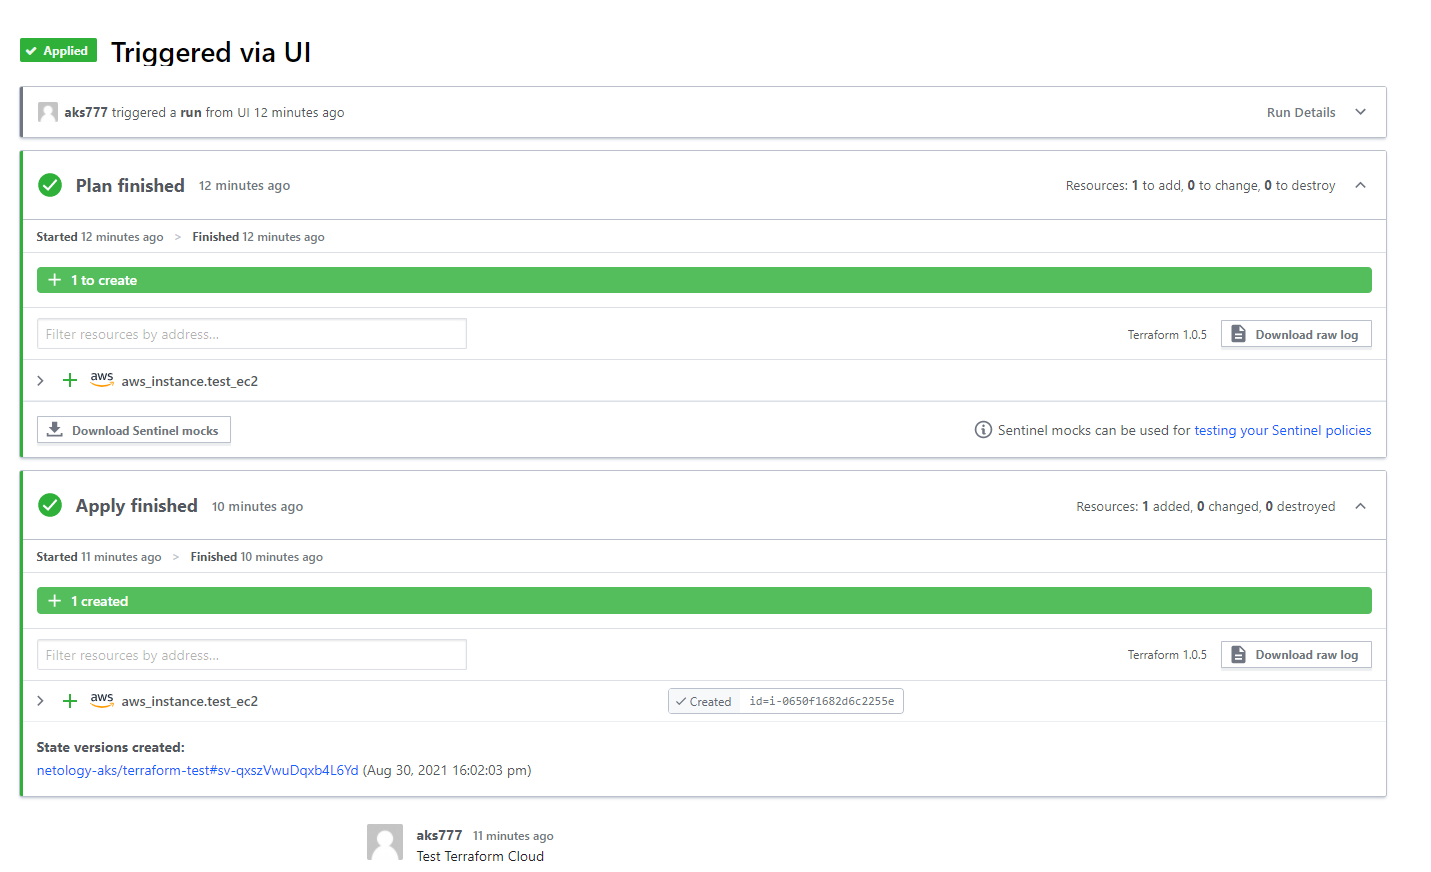 Applied Triggered via UI
aks777 triggered a run from UI 12 minutes ago Run Details
Plan finished 12 minutes ago Resources: 1 to add, 0 to change, 0 to destroy
Started 12 minutes ago > Finished 12 minutes ago
+ 1 to create
Filter resources by address... Terraform 1.0.5 Download raw log
aws aws_instance.test_ec2
Download Sentinel mocks Sentinel mocks can be used for testing your Sentinel policies
Apply finished 10 minutes ago Resources: 1 added, 0 changed, 0 destroyed
Started 11 minutes ago > Finished 10 minutes ago
+ 1 created
Filter resources by address... Terraform 1.0.5 Download raw log
aws aws_instance.test_ec2 Created id=i-0650f1682d6c2255e
State versions created:
netology-aks/terraform-test#sv-qxszVwuDqxb4L6Yd (Aug 30, 2021 16:02:03 pm)
aks777 11 minutes ago
Test Terraform Cloud